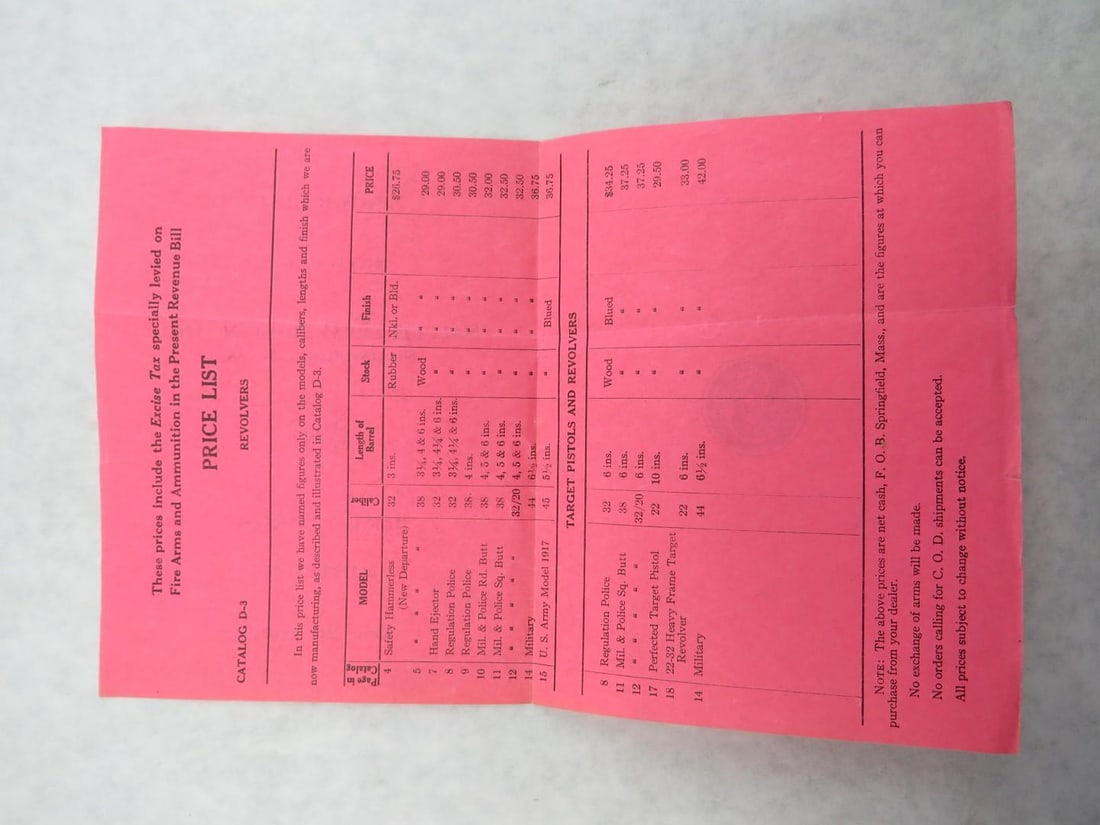 These prices include the Excise Tax specially levied on
Fire Arms and Ammunition in the Present Revenue Bill
PRICE LIST
CATALOG D-3 REVOLVERS
In this price list we have named figures only on the models, calibers, lengths and finish which we are
now manufacturing, as described and illustrated in Catalog D-3.
Page in Catalog MODEL Caliber Length of Barrel Stock Finish PRICE
4 Safety Hammerless 32 3 ins. Rubber Nkl. or Bld. $26.75
(New Departure)
5 " " " 38 3¼, 4 & 6 ins. Wood " " 29.00
7 Hand Ejector 32 3¼, 4¼ & 6 ins. " " " 29.00
8 Regulation Police 32 3¼, 4¼ & 6 ins. " " " 30.50
9 Regulation Police 38 4 ins. " " " 30.50
10 Mil. & Police Rd. Butt 38 4, 5 & 6 ins. " " " 32.00
11 Mil. & Police Sq. Butt 38 4, 5 & 6 ins. " " " 32.50
12 " " " " " 32/20 4, 5 & 6 ins. " " " 32.50
14 Military 44 6½ ins. " " " 36.75
15 U. S. Army Model 1917 45 5½ ins. " Blued 36.75
TARGET PISTOLS AND REVOLVERS
8 Regulation Police 32 6 ins. Wood Blued $34.25
11 Mil. & Police Sq. Butt 38 6 ins. " " 37.25
12 " " " " " 32/20 6 ins. " " 37.25
17 Perfected Target Pistol 22 10 ins. " " 29.50
18 22-32 Heavy Frame Target
Revolver 22 6 ins. " " 33.00
14 Military 44 6½ ins. " " 42.00
NOTE: The above prices are net cash, F. O. B. Springfield, Mass., and are the figures at which you can
purchase from your dealer.
No exchange of arms will be made.
No orders calling for C. O. D. shipments can be accepted.
All prices subject to change without notice.